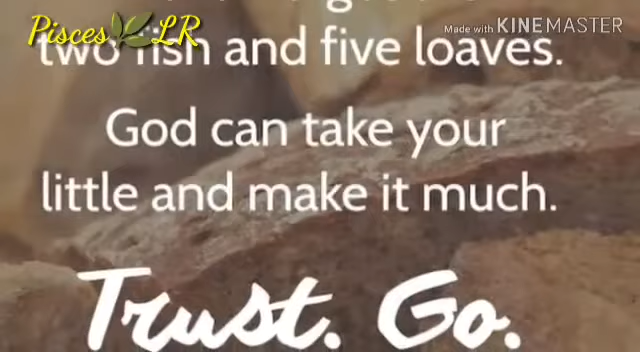 Pisces LR
Made with KINEMASTER
two fish and five loaves.
God can take your
little and make it much.
Trust. Go.